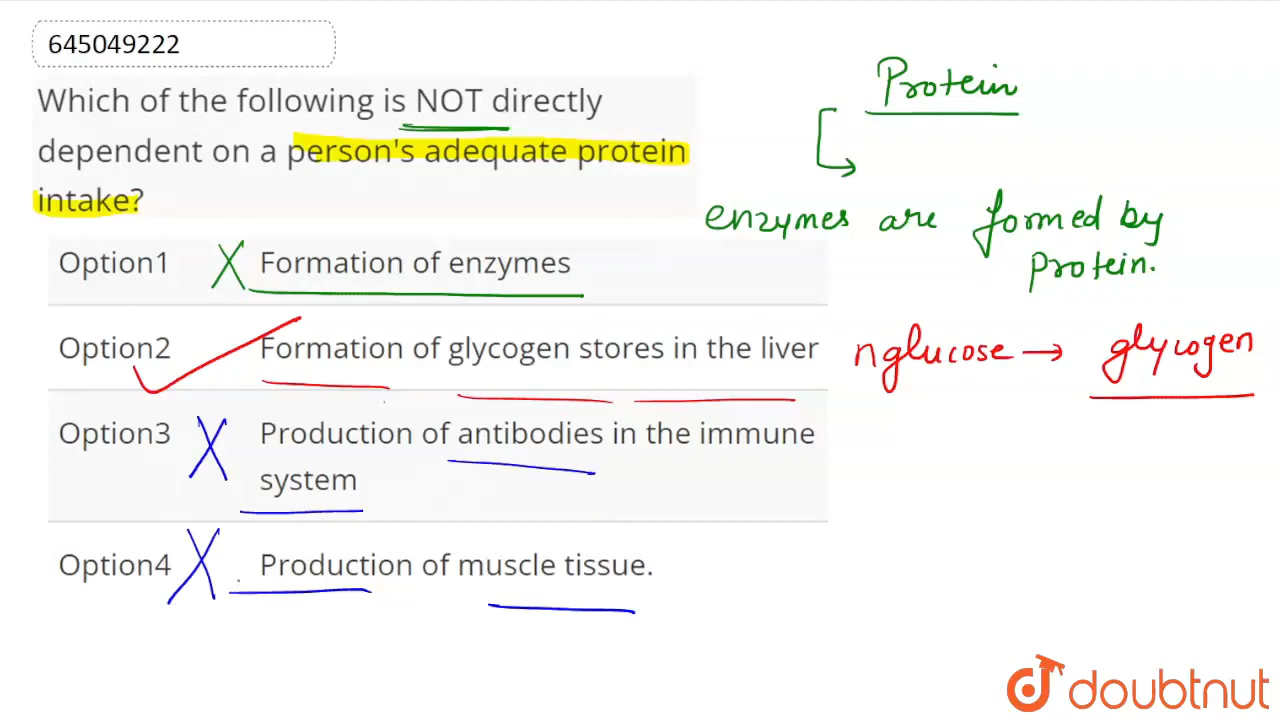 645049222
Which of the following is NOT directly
dependent on a person's adequate protein
intake?
Option1 Formation of enzymes
Option2 Formation of glycogen stores in the liver
Option3 Production of antibodies in the immune
system
Option4 Production of muscle tissue.
Protein
enzymes are formed by
protein.
nglucose → glycogen
doubtnut